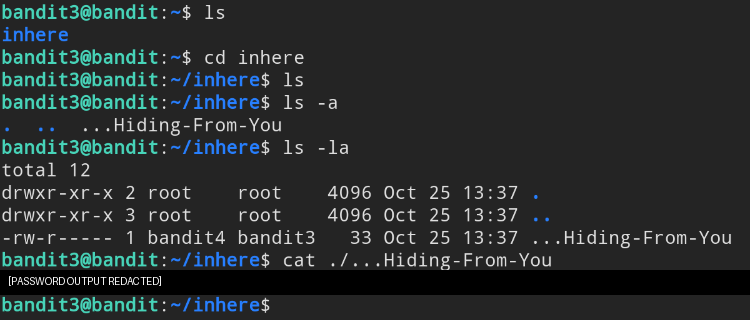 bandit3@bandit:~$ ls
inhere
bandit3@bandit:~$ cd inhere
bandit3@bandit:~/inhere$ ls
bandit3@bandit:~/inhere$ ls -a
.  ..  ...Hiding-From-You
bandit3@bandit:~/inhere$ ls -la
total 12
drwxr-xr-x 2 root    root    4096 Oct 25 13:37 .
drwxr-xr-x 3 root    root    4096 Oct 25 13:37 ..
-rw-r----- 1 bandit4 bandit3   33 Oct 25 13:37 ...Hiding-From-You
bandit3@bandit:~/inhere$ cat ./...Hiding-From-You
[PASSWORD OUTPUT REDACTED]
bandit3@bandit:~/inhere$